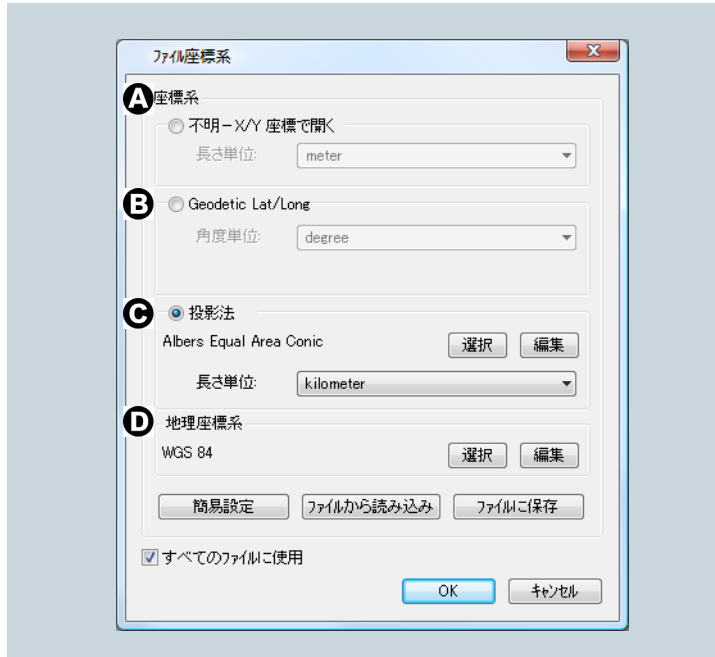 ファイル座標系
A 座標系
不明－X/Y 座標で開く
長さ単位: meter
B Geodetic Lat/Long
角度単位: degree
C 投影法
Albers Equal Area Conic 選択 編集
長さ単位: kilometer
D 地理座標系
WGS 84 選択 編集
簡易設定 ファイルから読み込み ファイルに保存
すべてのファイルに使用
OK キャンセル